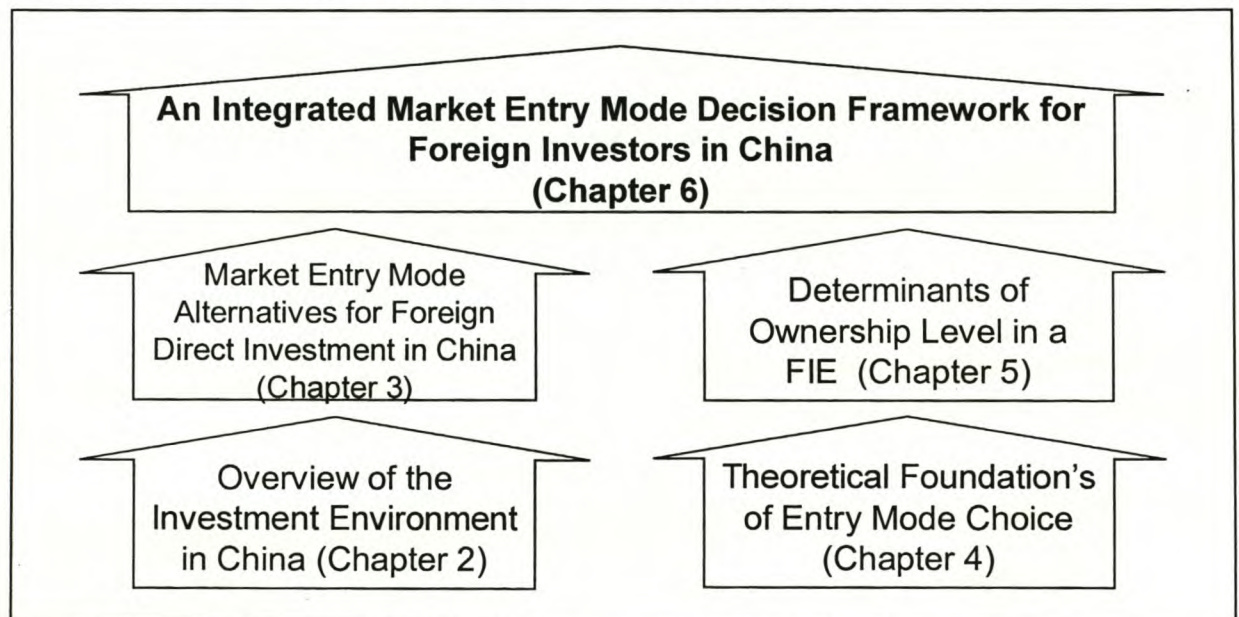 An Integrated Market Entry Mode Decision Framework for
Foreign Investors in China
(Chapter 6)
Market Entry Mode
Alternatives for Foreign
Direct Investment in China
(Chapter 3)
Determinants of
Ownership Level in a
FIE (Chapter 5)
Overview of the
Investment Environment
in China (Chapter 2)
Theoretical Foundation's
of Entry Mode Choice
(Chapter 4)